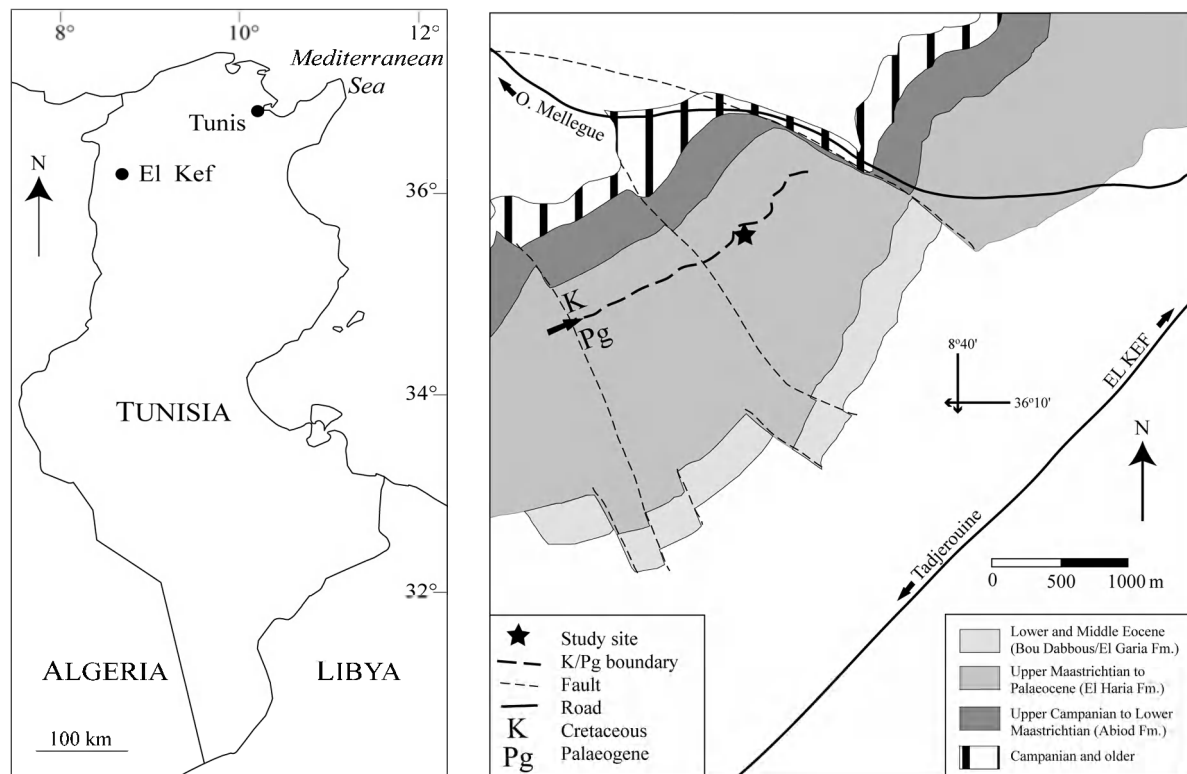 8°
10°
12°
Mediterranean
Sea
Tunis
El Kef
N
36°
34°
TUNISIA
32°
ALGERIA
LIBYA
100 km
O. Mellegue
K
Pg
8°40'
36°10'
EL KEF
N
Tadjerouine
0 500 1000 m
Study site
K/Pg boundary
Fault
Road
K Cretaceous
Pg Palaeogene
Lower and Middle Eocene
(Bou Dabbous/El Garia Fm.)
Upper Maastrichtian to
Palaeocene (El Haria Fm.)
Upper Campanian to Lower
Maastrichtian (Abiod Fm.)
Campanian and older